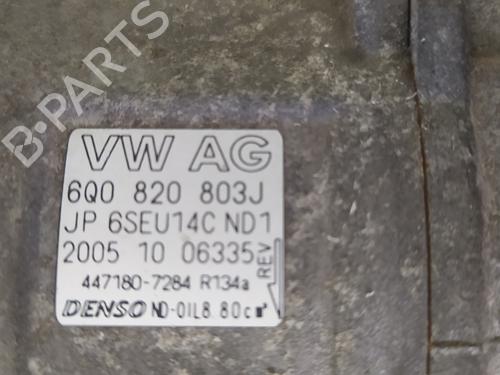 B-PARTS
VW AG
6Q0 820 803J
JP 6SEU14C ND1
2005 10 06335
REV
447180-7284 R134a
DENSO ND-OIL8 80c㎥